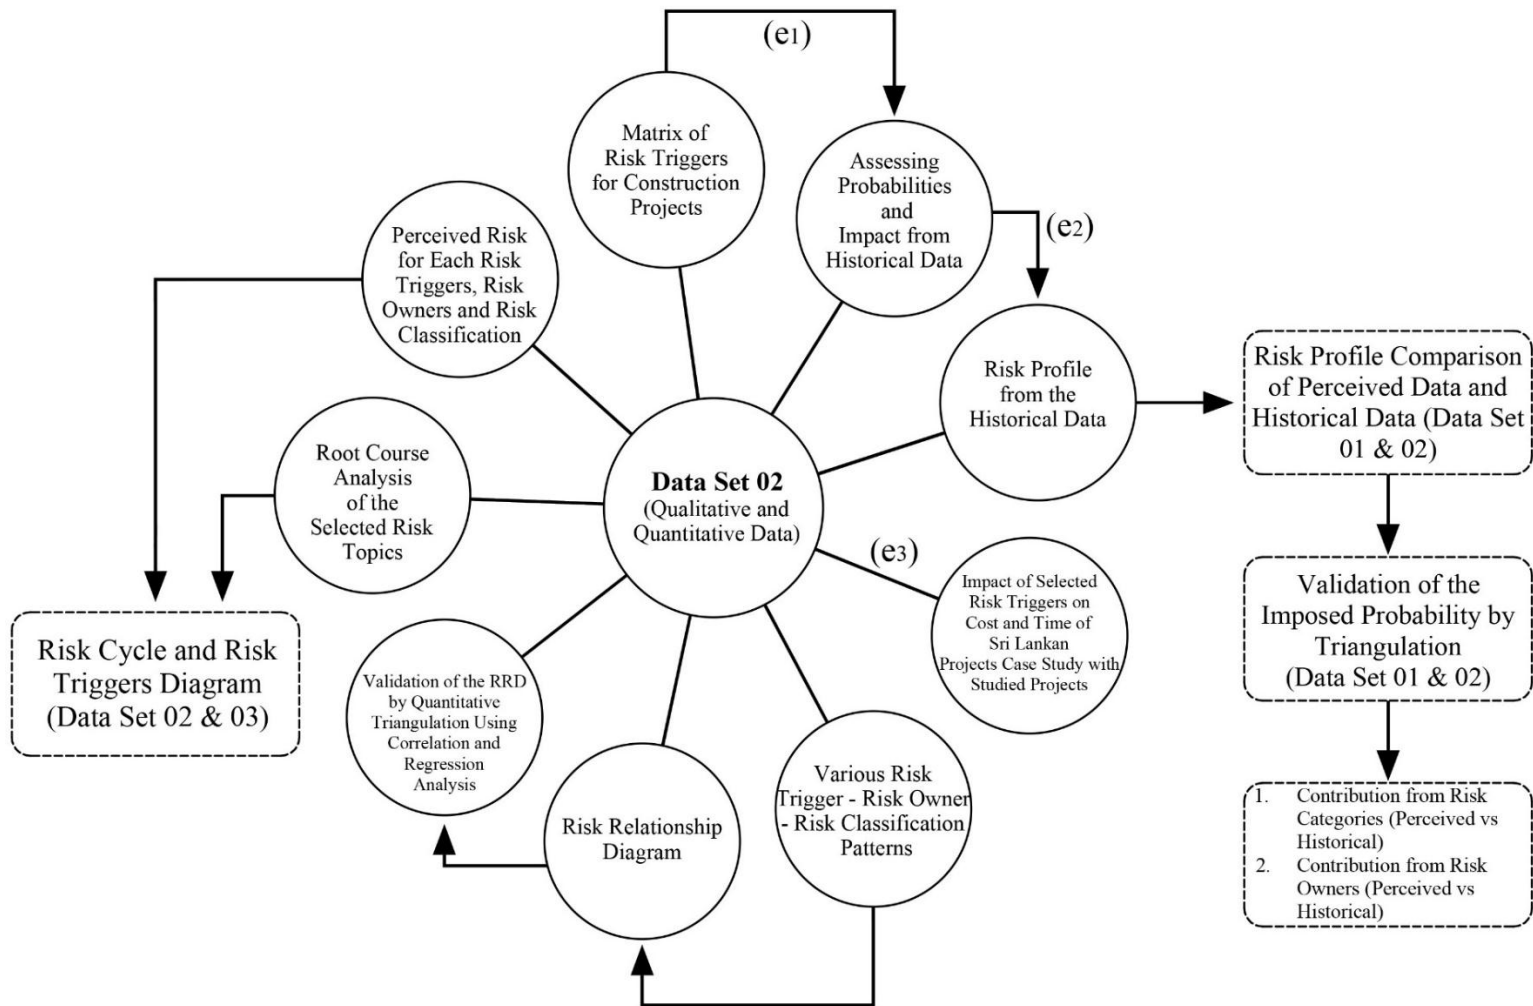 (e1)
Matrix of
Risk Triggers
for Construction
Projects
Assessing
Probabilities
and
Impact from
Historical Data
(e2)
Perceived Risk
for Each Risk
Triggers, Risk
Owners and Risk
Classification
Risk Profile
from the
Historical Data
Risk Profile Comparison
of Perceived Data and
Historical Data (Data Set
01 & 02)
Root Course
Analysis
of the
Selected Risk
Topics
Data Set 02
(Qualitative and
Quantitative Data)
(e3)
Impact of Selected
Risk Triggers on
Cost and Time of
Sri Lankan
Projects Case Study with
Studied Projects
Validation of the
Imposed Probability by
Triangulation
(Data Set 01 & 02)
Risk Cycle and Risk
Triggers Diagram
(Data Set 02 & 03)
Validation of the RRD
by Quantitative
Triangulation Using
Correlation and
Regression
Analysis
Risk Relationship
Diagram
Various Risk
Trigger - Risk Owner
- Risk Classification
Patterns
1. Contribution from Risk
Categories (Perceived vs
Historical)
2. Contribution from Risk
Owners (Perceived vs
Historical)